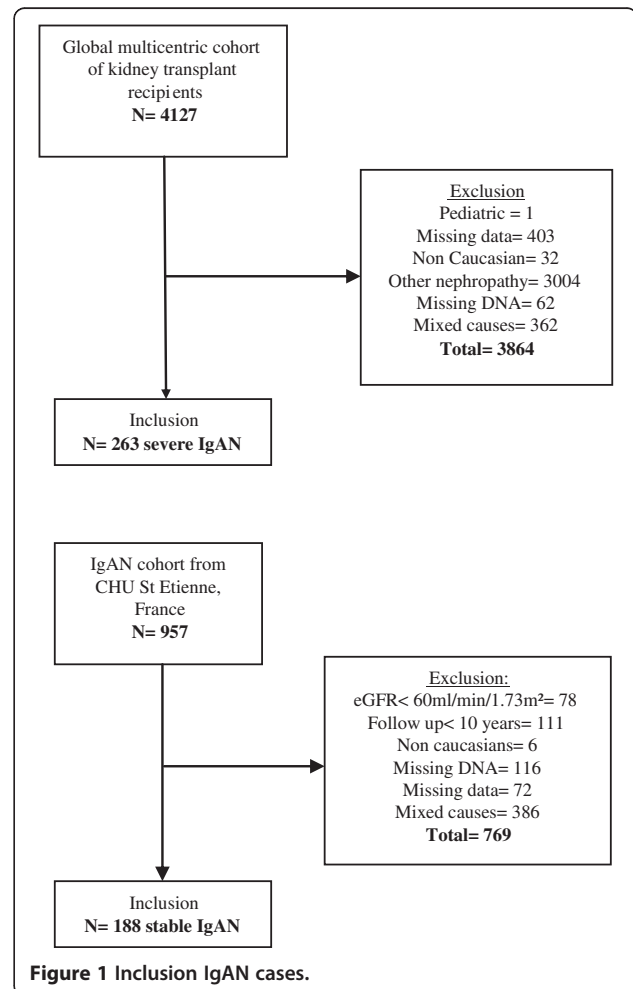 Global multicentric cohort
of kidney transplant
recipients
N= 4127
Exclusion
Pediatric = 1
Missing data= 403
Non Caucasian= 32
Other nephropathy= 3004
Missing DNA= 62
Mixed causes= 362
Total= 3864
Inclusion
N= 263 severe IgAN
IgAN cohort from
CHU St Etienne,
France
N= 957
Exclusion:
eGFR< 60ml/min/1.73m²= 78
Follow up< 10 years= 111
Non caucasians= 6
Missing DNA= 116
Missing data= 72
Mixed causes= 386
Total= 769
Inclusion
N= 188 stable IgAN
Figure 1 Inclusion IgAN cases.